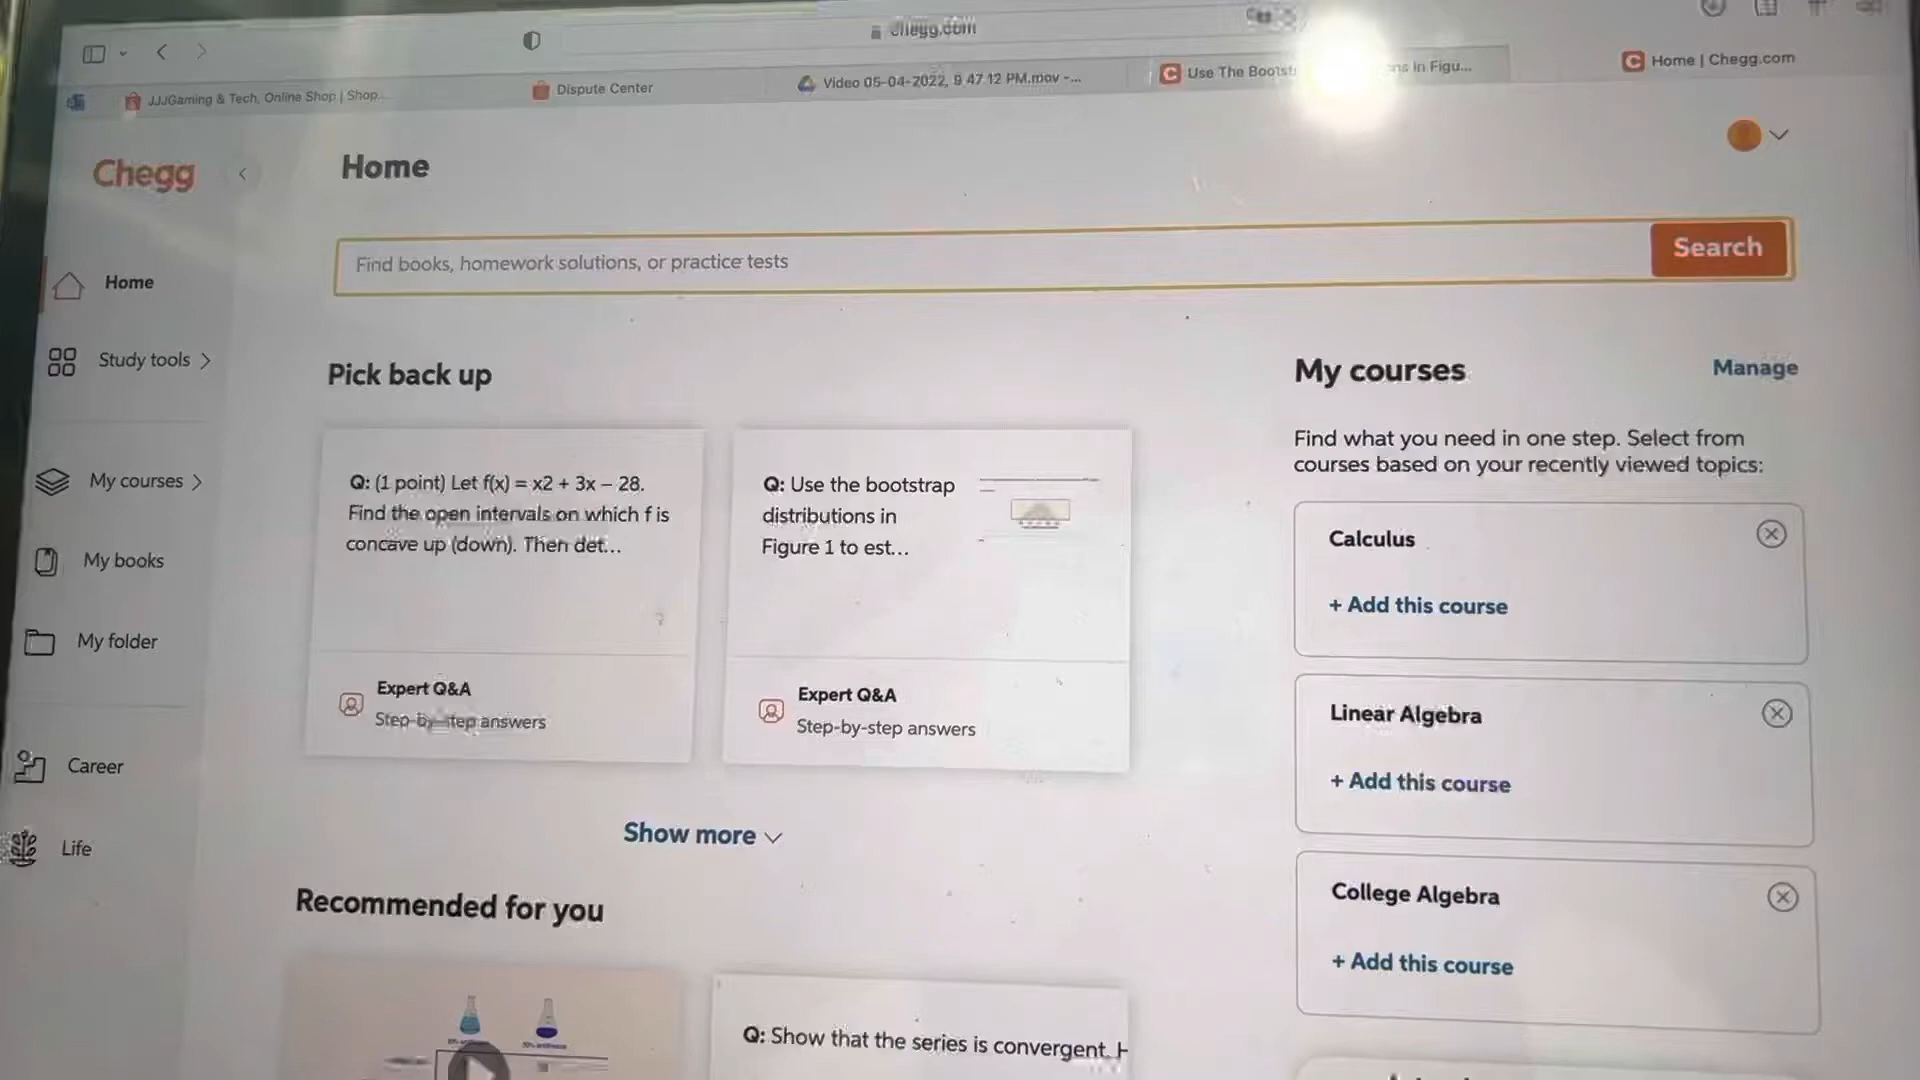 chegg.com
JJJGaming & Tech, Online Shop | Shop...
Dispute Center
Video 05-04-2022, 9 47 12 PM.mov -...
Use The Bootst
ns In Figu...
Home | Chegg.com
Chegg
Home
Find books, homework solutions, or practice tests
Search
Home
Study tools
My courses
My books
My folder
Career
Life
Pick back up
Q: (1 point) Let f(x) = x2 + 3x – 28.
Find the open intervals on which f is
concave up (down). Then det...
Expert Q&A
Step-by-step answers
Q: Use the bootstrap
distributions in
Figure 1 to est...
Expert Q&A
Step-by-step answers
Show more
My courses
Manage
Find what you need in one step. Select from
courses based on your recently viewed topics:
Calculus
+ Add this course
Linear Algebra
+ Add this course
College Algebra
+ Add this course
Recommended for you
Q: Show that the series is convergent. H